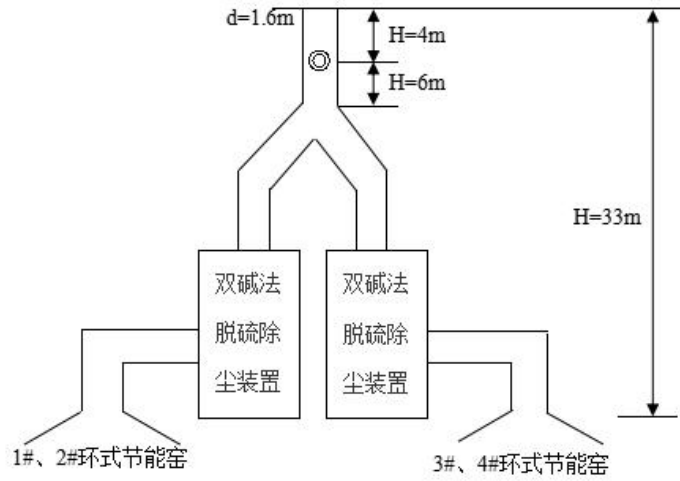 d=1.6m
H=4m
H=6m
H=33m
双碱法
脱硫除
尘装置
双碱法
脱硫除
尘装置
1#、2#环式节能窑
3#、4#环式节能窑